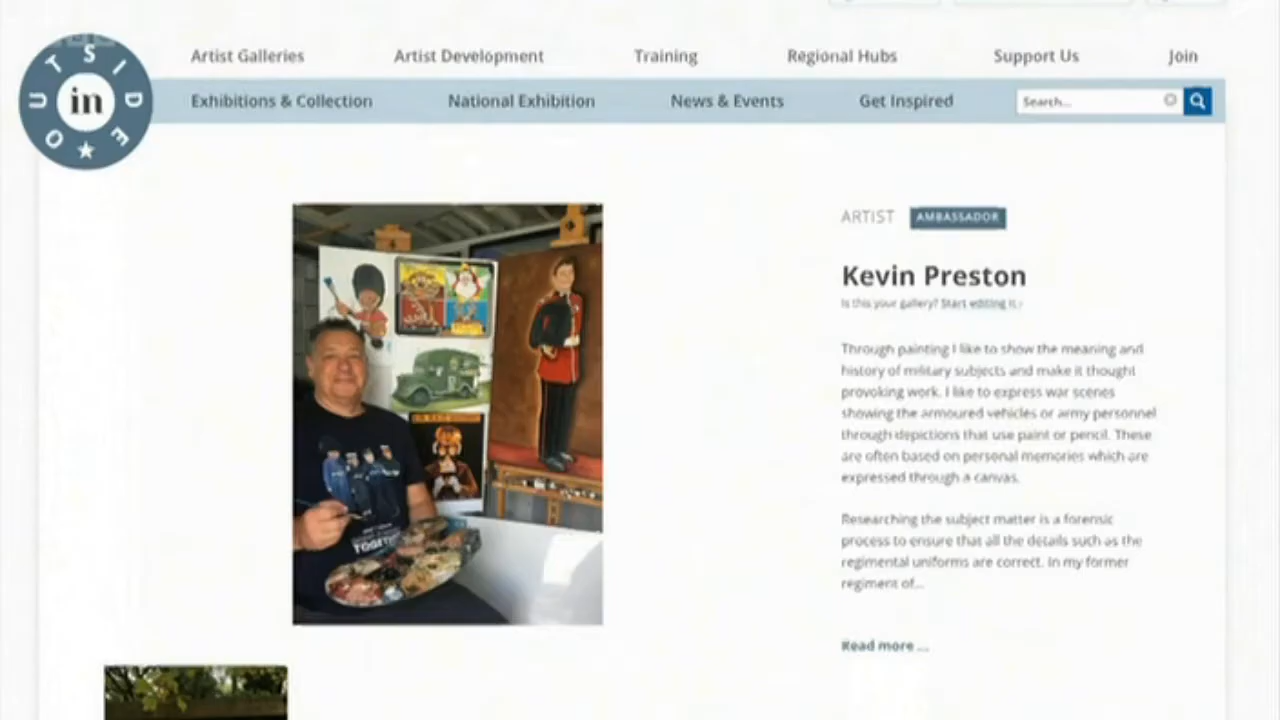 OUTSIDE
in
Artist Galleries
Artist Development
Training
Regional Hubs
Support Us
Join
Exhibitions & Collection
National Exhibition
News & Events
Get Inspired
Search...
ARTIST AMBASSADOR
Kevin Preston
Is this your gallery? Start editing it ›
Through painting I like to show the meaning and
history of military subjects and make it thought
provoking work. I like to express war scenes
showing the armoured vehicles or army personnel
through depictions that use paint or pencil. These
are often based on personal memories which are
expressed through a canvas.
Researching the subject matter is a forensic
process to ensure that all the details such as the
regimental uniforms are correct. In my former
regiment of...
Read more ...